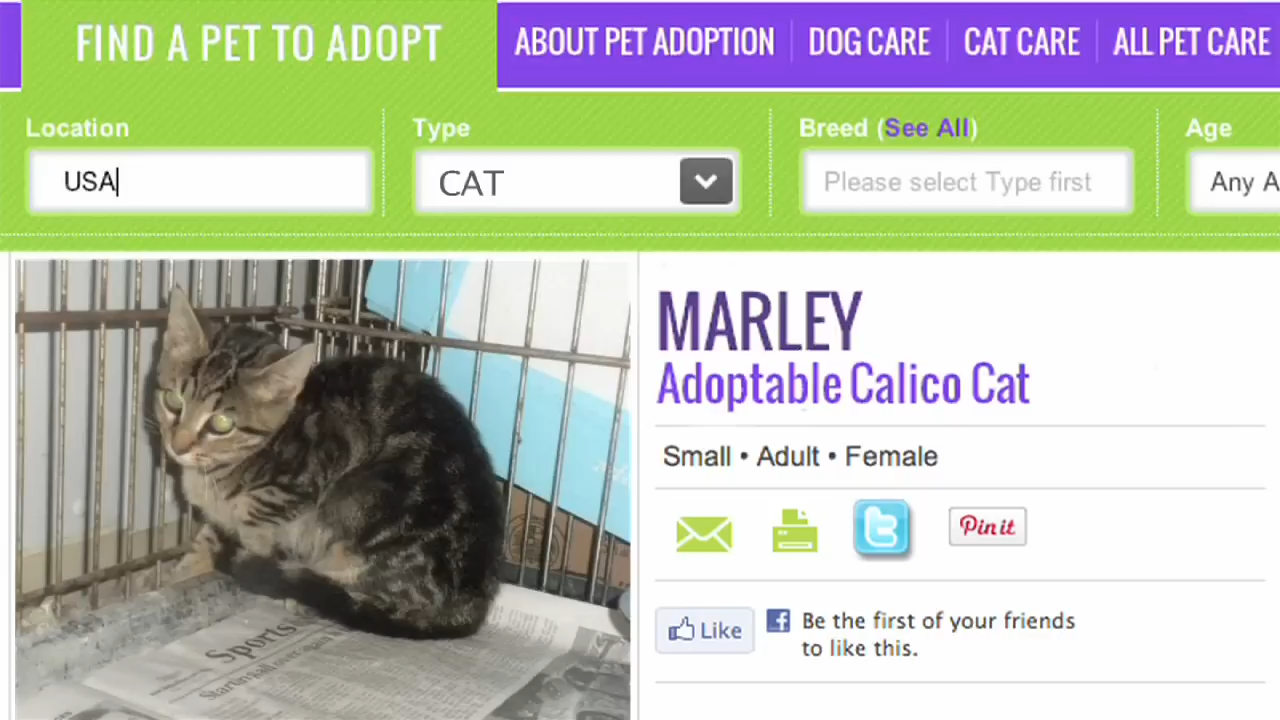 FIND A PET TO ADOPT
ABOUT PET ADOPTION
DOG CARE
CAT CARE
ALL PET CARE
Location
Type
Breed (See All)
Age
USA
CAT
Please select Type first
Any A
MARLEY
Adoptable Calico Cat
Small • Adult • Female
Pin it
Like
Be the first of your friends
to like this.
Sports